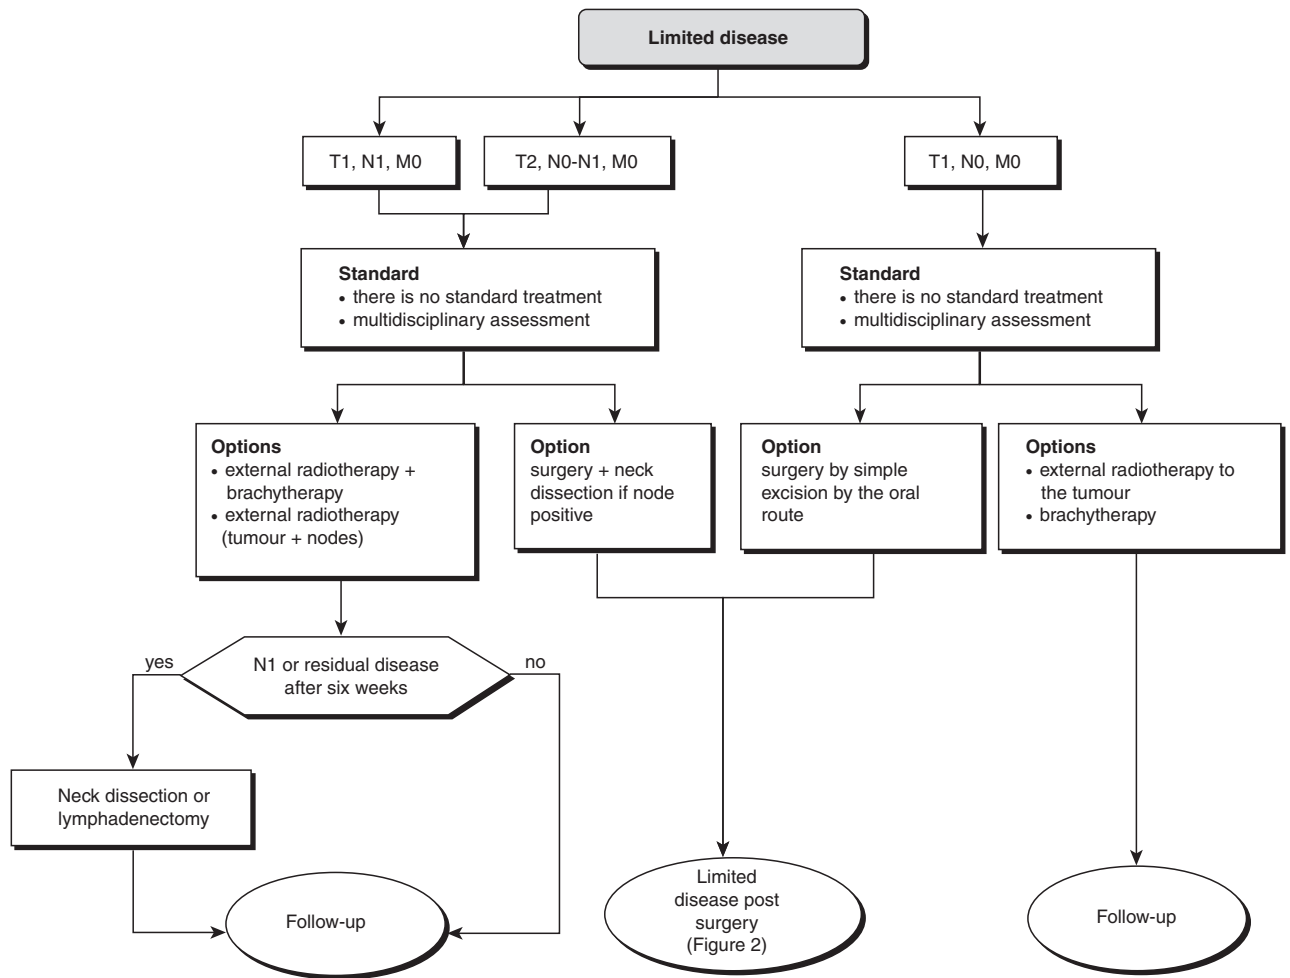 Limited disease
T1, N1, M0
T2, N0-N1, M0
T1, N0, M0
Standard
• there is no standard treatment
• multidisciplinary assessment
Standard
• there is no standard treatment
• multidisciplinary assessment
Options
• external radiotherapy +
brachytherapy
• external radiotherapy
(tumour + nodes)
Option
surgery + neck
dissection if node
positive
Option
surgery by simple
excision by the oral
route
Options
• external radiotherapy to
the tumour
• brachytherapy
yes
N1 or residual disease
after six weeks
no
Neck dissection or
lymphadenectomy
Follow-up
Limited
disease post
surgery
(Figure 2)
Follow-up